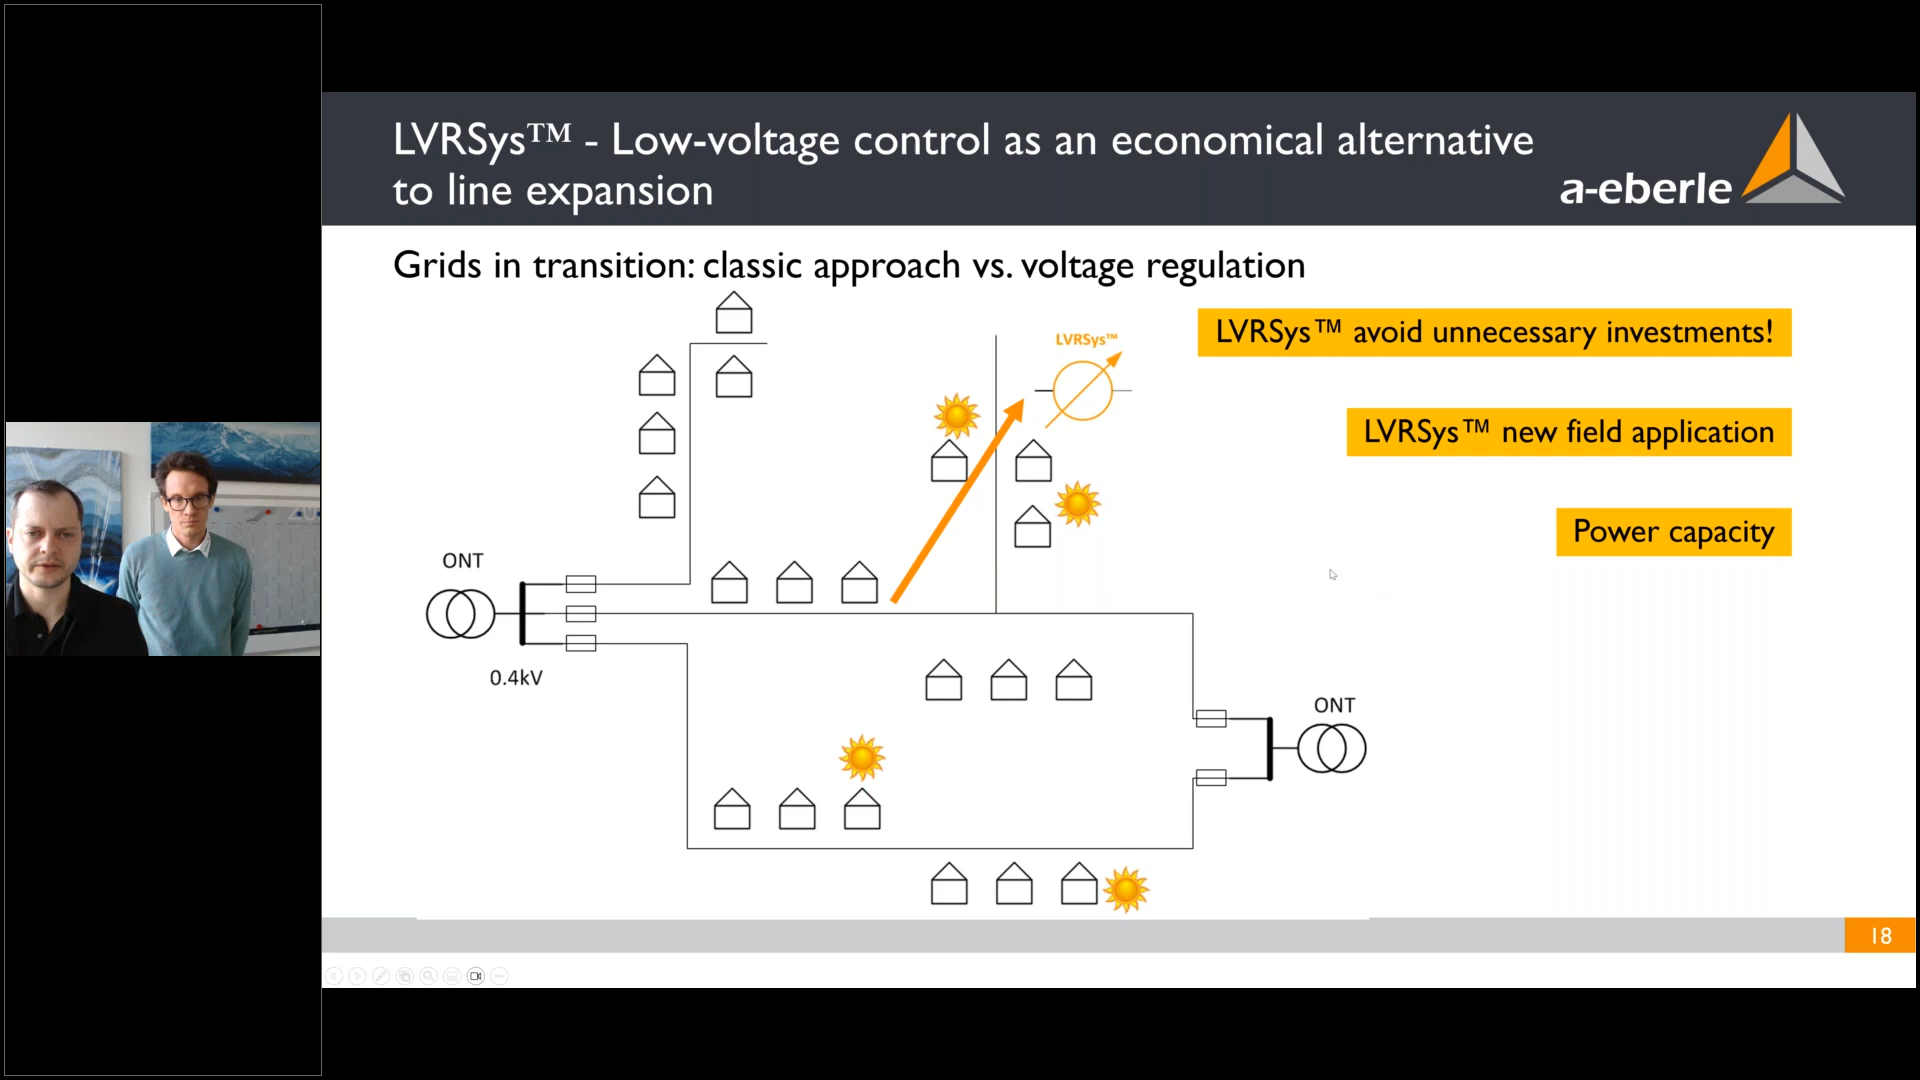 LVRSys™ - Low-voltage control as an economical alternative
to line expansion
a-eberle
Grids in transition: classic approach vs. voltage regulation
LVRSys™
LVRSys™ avoid unnecessary investments!
LVRSys™ new field application
Power capacity
ONT
0.4kV
ONT
18